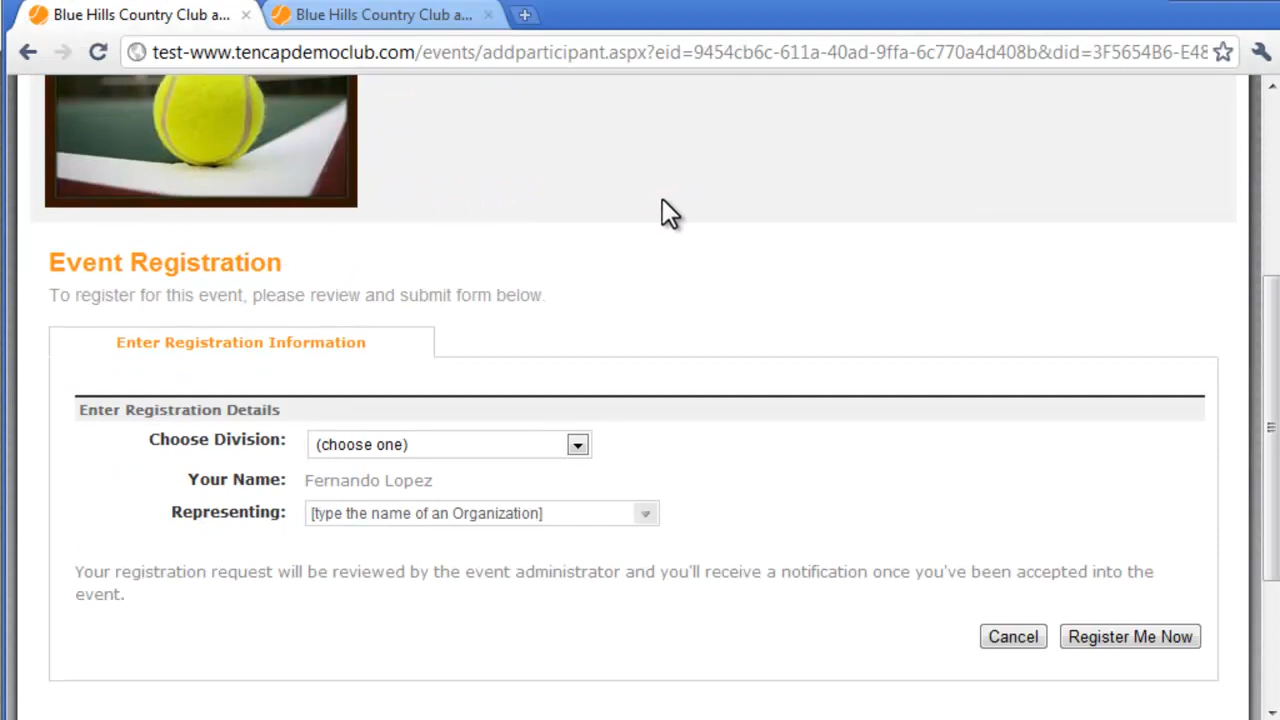 Blue Hills Country Club a...
Blue Hills Country Club a...
test-www.tencapdemoclub.com/events/addparticipant.aspx?eid=9454cb6c-611a-40ad-9ffa-6c770a4d408b&did=3F5654B6-E48
Event Registration
To register for this event, please review and submit form below.
Enter Registration Information
Enter Registration Details
Choose Division: (choose one)
Your Name: Fernando Lopez
Representing: [type the name of an Organization]
Your registration request will be reviewed by the event administrator and you'll receive a notification once you've been accepted into the
event.
Cancel Register Me Now